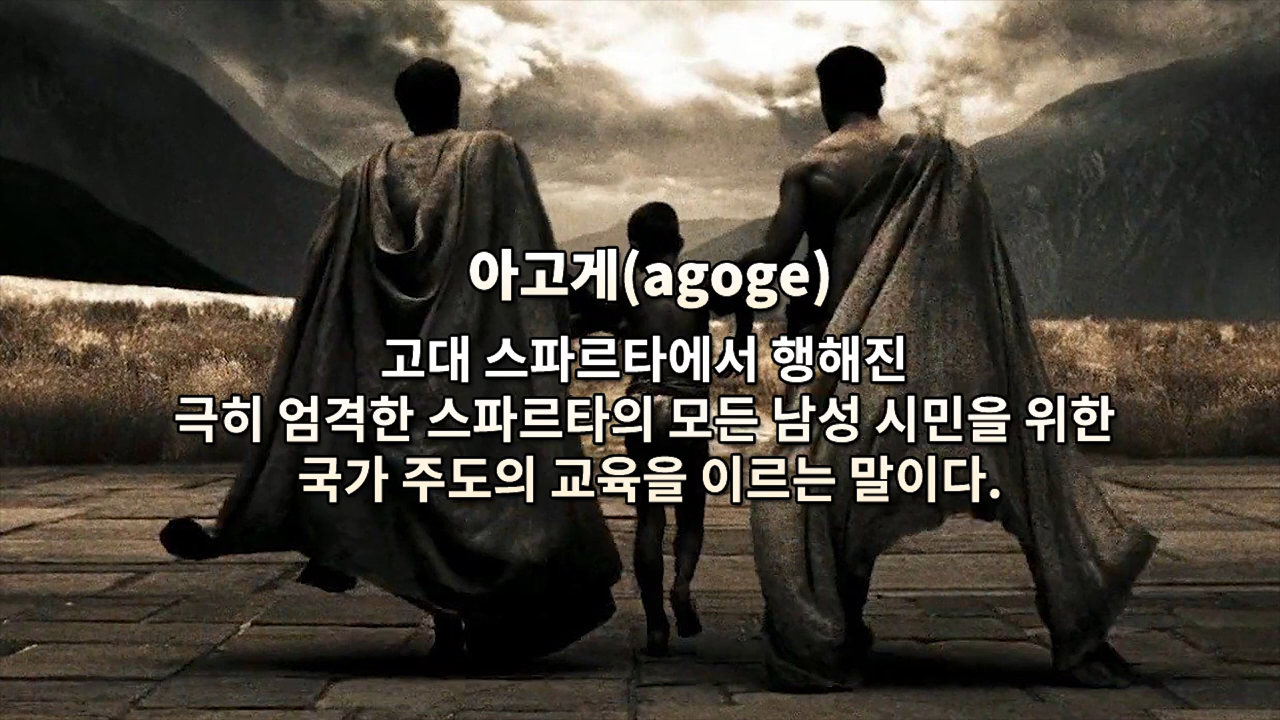 아고게(agoge)
고대 스파르타에서 행해진
극히 엄격한 스파르타의 모든 남성 시민을 위한
국가 주도의 교육을 이르는 말이다.